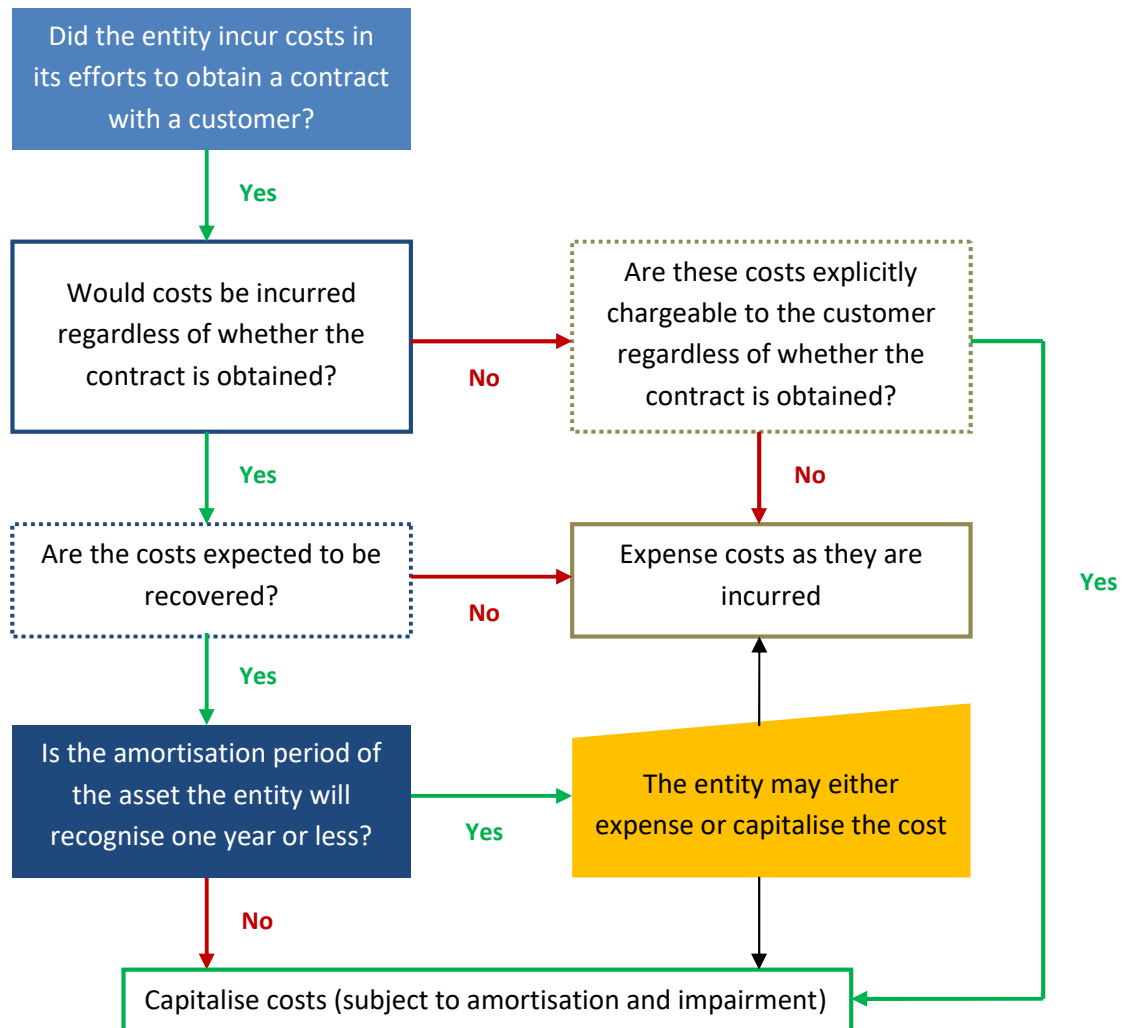 Did the entity incur costs in
its efforts to obtain a contract
with a customer?
Yes
Would costs be incurred
regardless of whether the
contract is obtained?
No
Are these costs explicitly
chargeable to the customer
regardless of whether the
contract is obtained?
Yes
No
Are the costs expected to be
recovered?
No
Expense costs as they are
incurred
Yes
Yes
Is the amortisation period of
the asset the entity will
recognise one year or less?
Yes
The entity may either
expense or capitalise the cost
No
Capitalise costs (subject to amortisation and impairment)